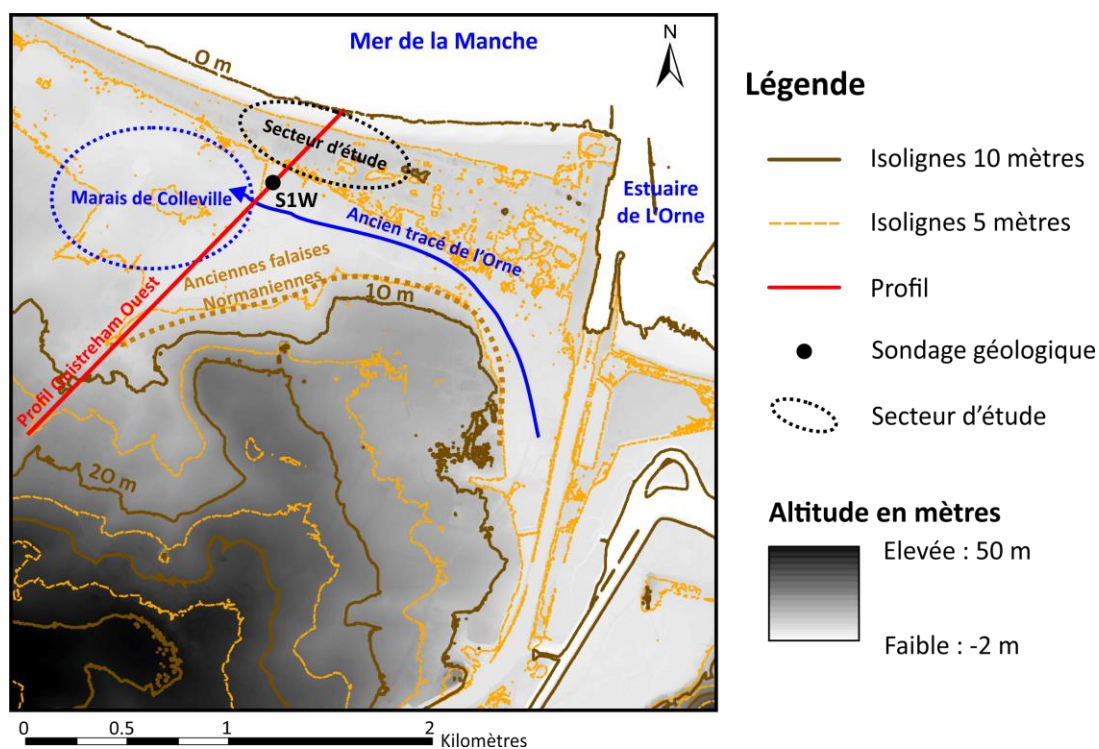 Mer de la Manche
N
0 m
Secteur d'étude
Marais de Colleville
S1W
Estuaire
de L'Orne
Ancien tracé de l'Orne
Anciennes falaises
Normaniennes
10 m
Profil Ouistreham Ouest
20 m
0 0.5 1 2 Kilomètres
Légende
Isolignes 10 mètres
Isolignes 5 mètres
Profil
Sondage géologique
Secteur d'étude
Altitude en mètres
Elevée : 50 m
Faible : -2 m